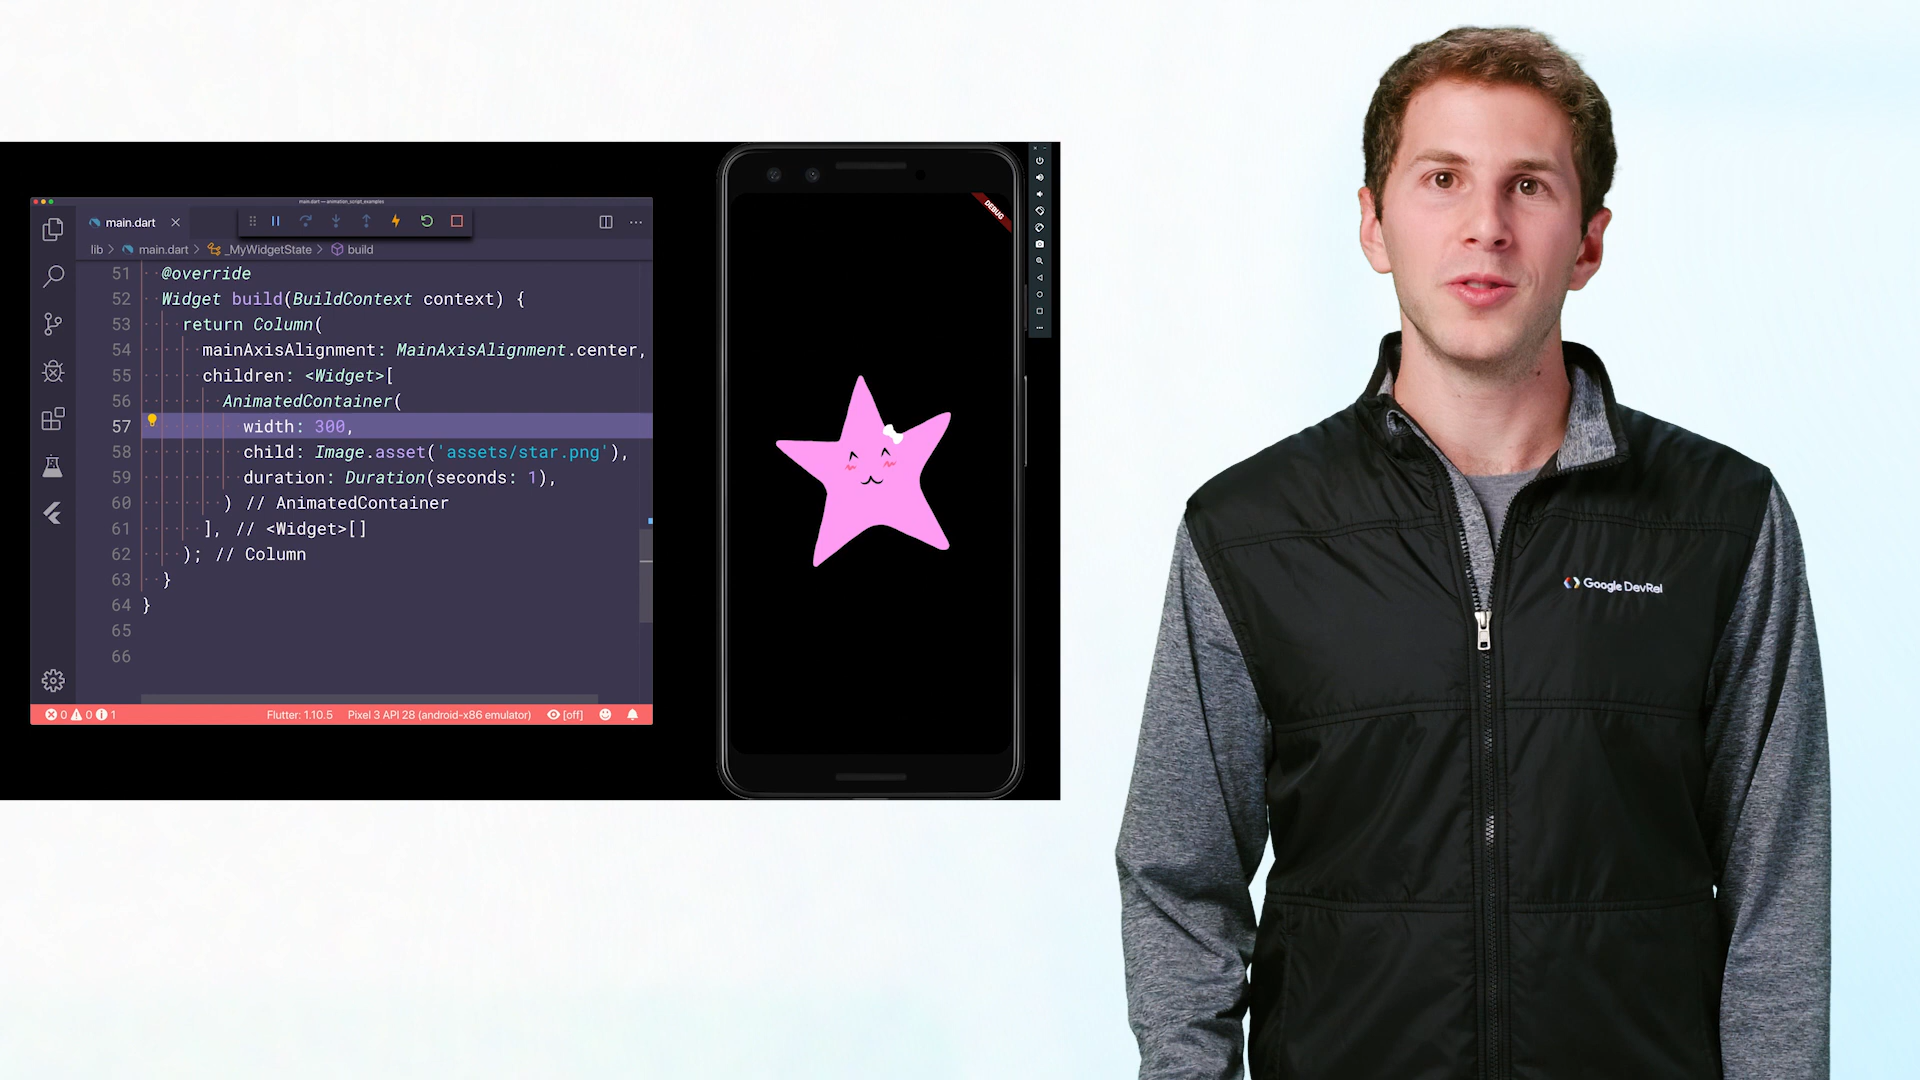 main.dart — animation_script_examples
main.dart
lib > main.dart > _MyWidgetState > build
51 @override
52 Widget build(BuildContext context) {
53 return Column(
54 mainAxisAlignment: MainAxisAlignment.center,
55 children: <Widget>[
56 AnimatedContainer(
57 width: 300,
58 child: Image.asset('assets/star.png'),
59 duration: Duration(seconds: 1),
60 ) // AnimatedContainer
61 ], // <Widget>[]
62 ); // Column
63 }
64 }
65
66
0 0 1 Flutter: 1.10.5 Pixel 3 API 28 (android-x86 emulator) [off]
DEBUG
Google DevRel